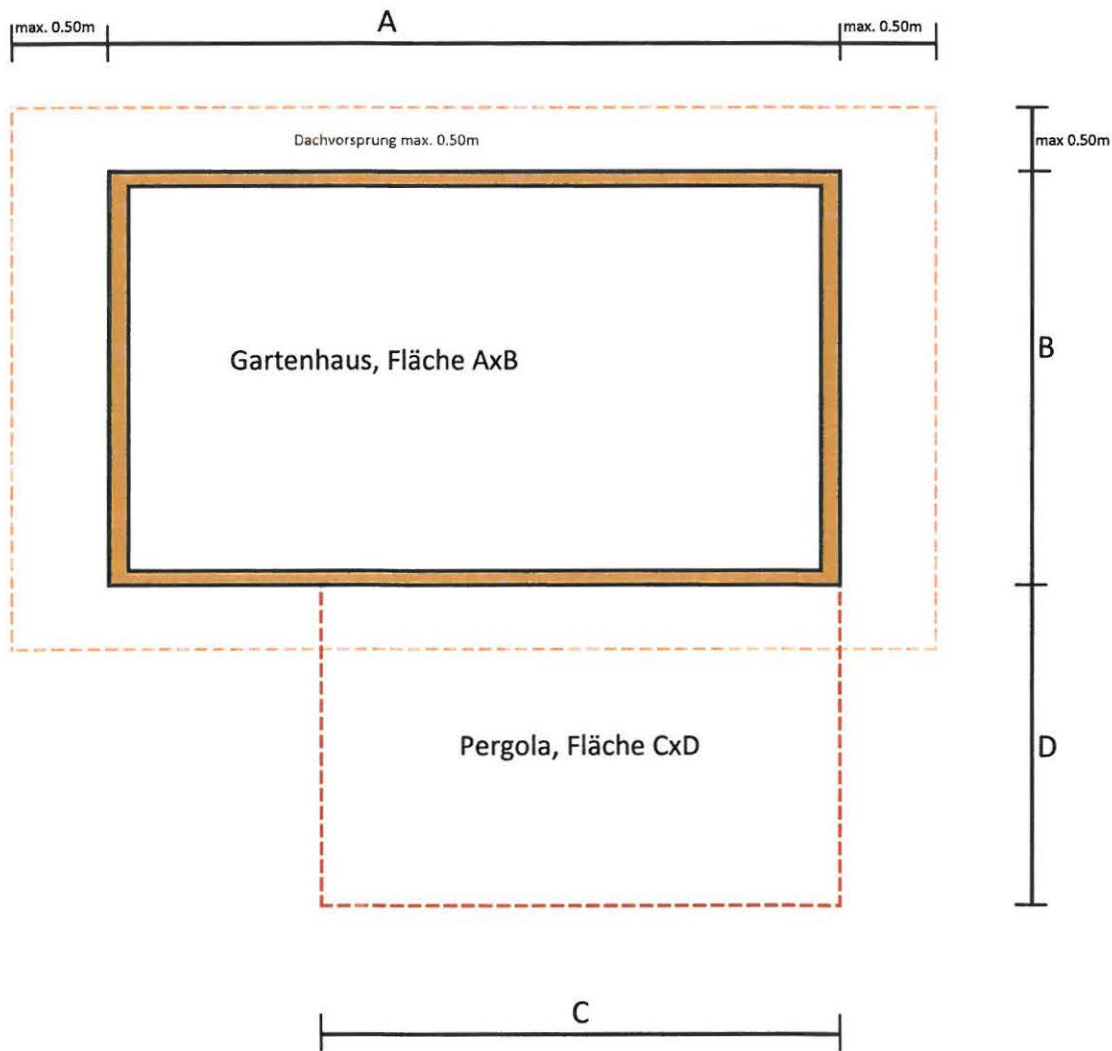 max. 0.50m
A
max. 0.50m
Dachvorsprung max. 0.50m
max 0.50m
Gartenhaus, Fläche AxB
B
Pergola, Fläche CxD
D
C